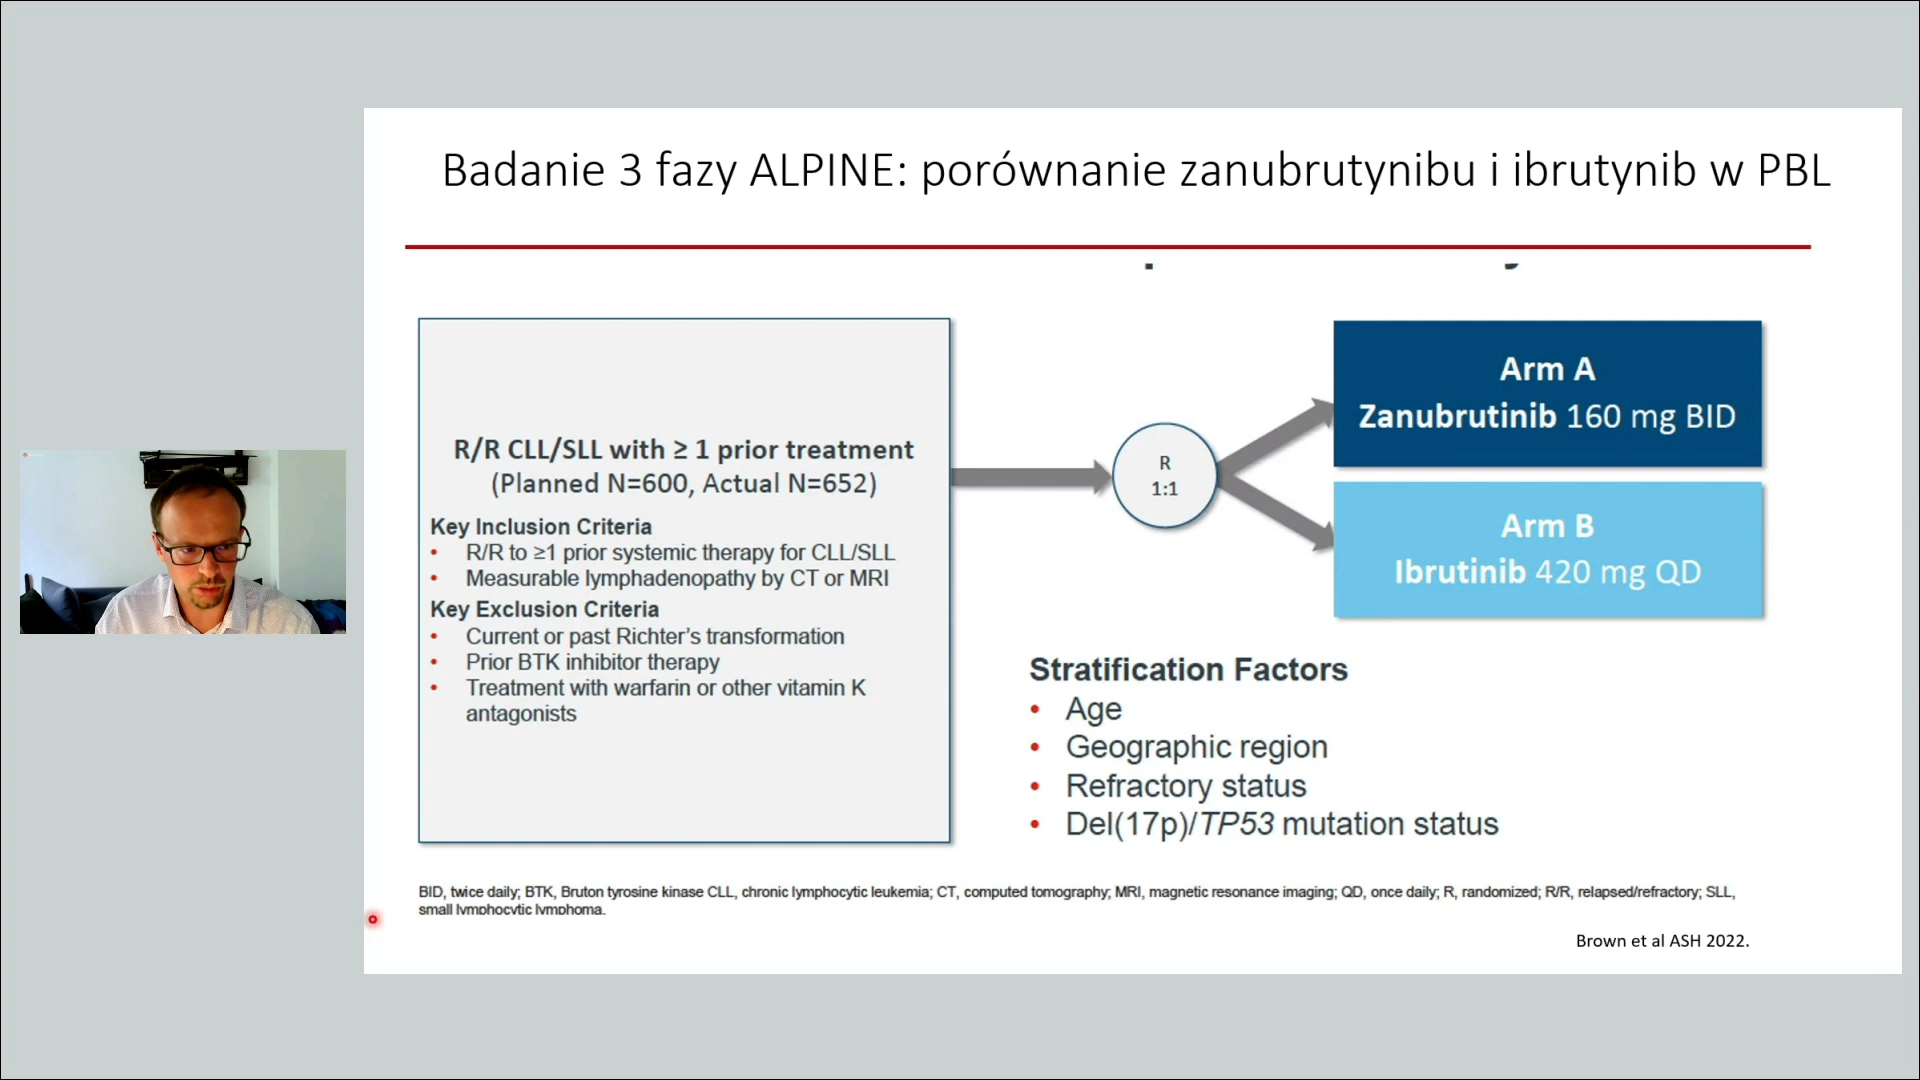 Badanie 3 fazy ALPINE: porównanie zanubrutynibu i ibrutynib w PBL
R/R CLL/SLL with ≥ 1 prior treatment
(Planned N=600, Actual N=652)
Key Inclusion Criteria
• R/R to ≥1 prior systemic therapy for CLL/SLL
• Measurable lymphadenopathy by CT or MRI
Key Exclusion Criteria
• Current or past Richter's transformation
• Prior BTK inhibitor therapy
• Treatment with warfarin or other vitamin K
antagonists
R
1:1
Arm A
Zanubrutinib 160 mg BID
Arm B
Ibrutinib 420 mg QD
Stratification Factors
• Age
• Geographic region
• Refractory status
• Del(17p)/TP53 mutation status
BID, twice daily; BTK, Bruton tyrosine kinase CLL, chronic lymphocytic leukemia; CT, computed tomography; MRI, magnetic resonance imaging; QD, once daily; R, randomized; R/R, relapsed/refractory; SLL,
small lymphocytic lymphoma.
Brown et al ASH 2022.